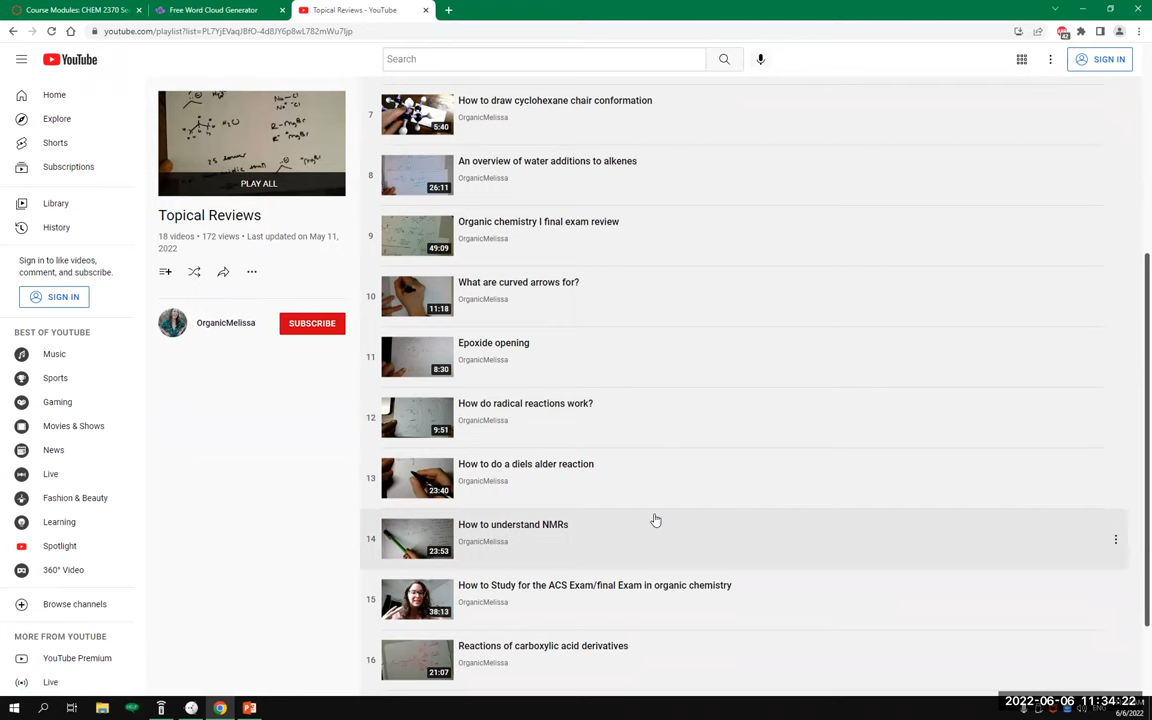 Course Modules: CHEM 2370 Se
Free Word Cloud Generator
Topical Reviews - YouTube
youtube.com/playlist?list=PL7YjEVaqJBfO-4d8JY6p8wL782mWu7Ijp
YouTube
Search
SIGN IN
Home
Explore
Shorts
Subscriptions
Library
History
Sign in to like videos,
comment, and subscribe.
SIGN IN
BEST OF YOUTUBE
Music
Sports
Gaming
Movies & Shows
News
Live
Fashion & Beauty
Learning
Spotlight
360° Video
Browse channels
MORE FROM YOUTUBE
YouTube Premium
Live
PLAY ALL
Topical Reviews
18 videos • 172 views • Last updated on May 11,
2022
OrganicMelissa
SUBSCRIBE
7
5:40
How to draw cyclohexane chair conformation
OrganicMelissa
8
26:11
An overview of water additions to alkenes
OrganicMelissa
9
49:09
Organic chemistry I final exam review
OrganicMelissa
10
11:18
What are curved arrows for?
OrganicMelissa
11
8:30
Epoxide opening
OrganicMelissa
12
9:51
How do radical reactions work?
OrganicMelissa
13
23:40
How to do a diels alder reaction
OrganicMelissa
14
23:53
How to understand NMRs
OrganicMelissa
15
38:13
How to Study for the ACS Exam/final Exam in organic chemistry
OrganicMelissa
16
21:07
Reactions of carboxylic acid derivatives
OrganicMelissa
2022-06-06 11:34:22
6/6/2022